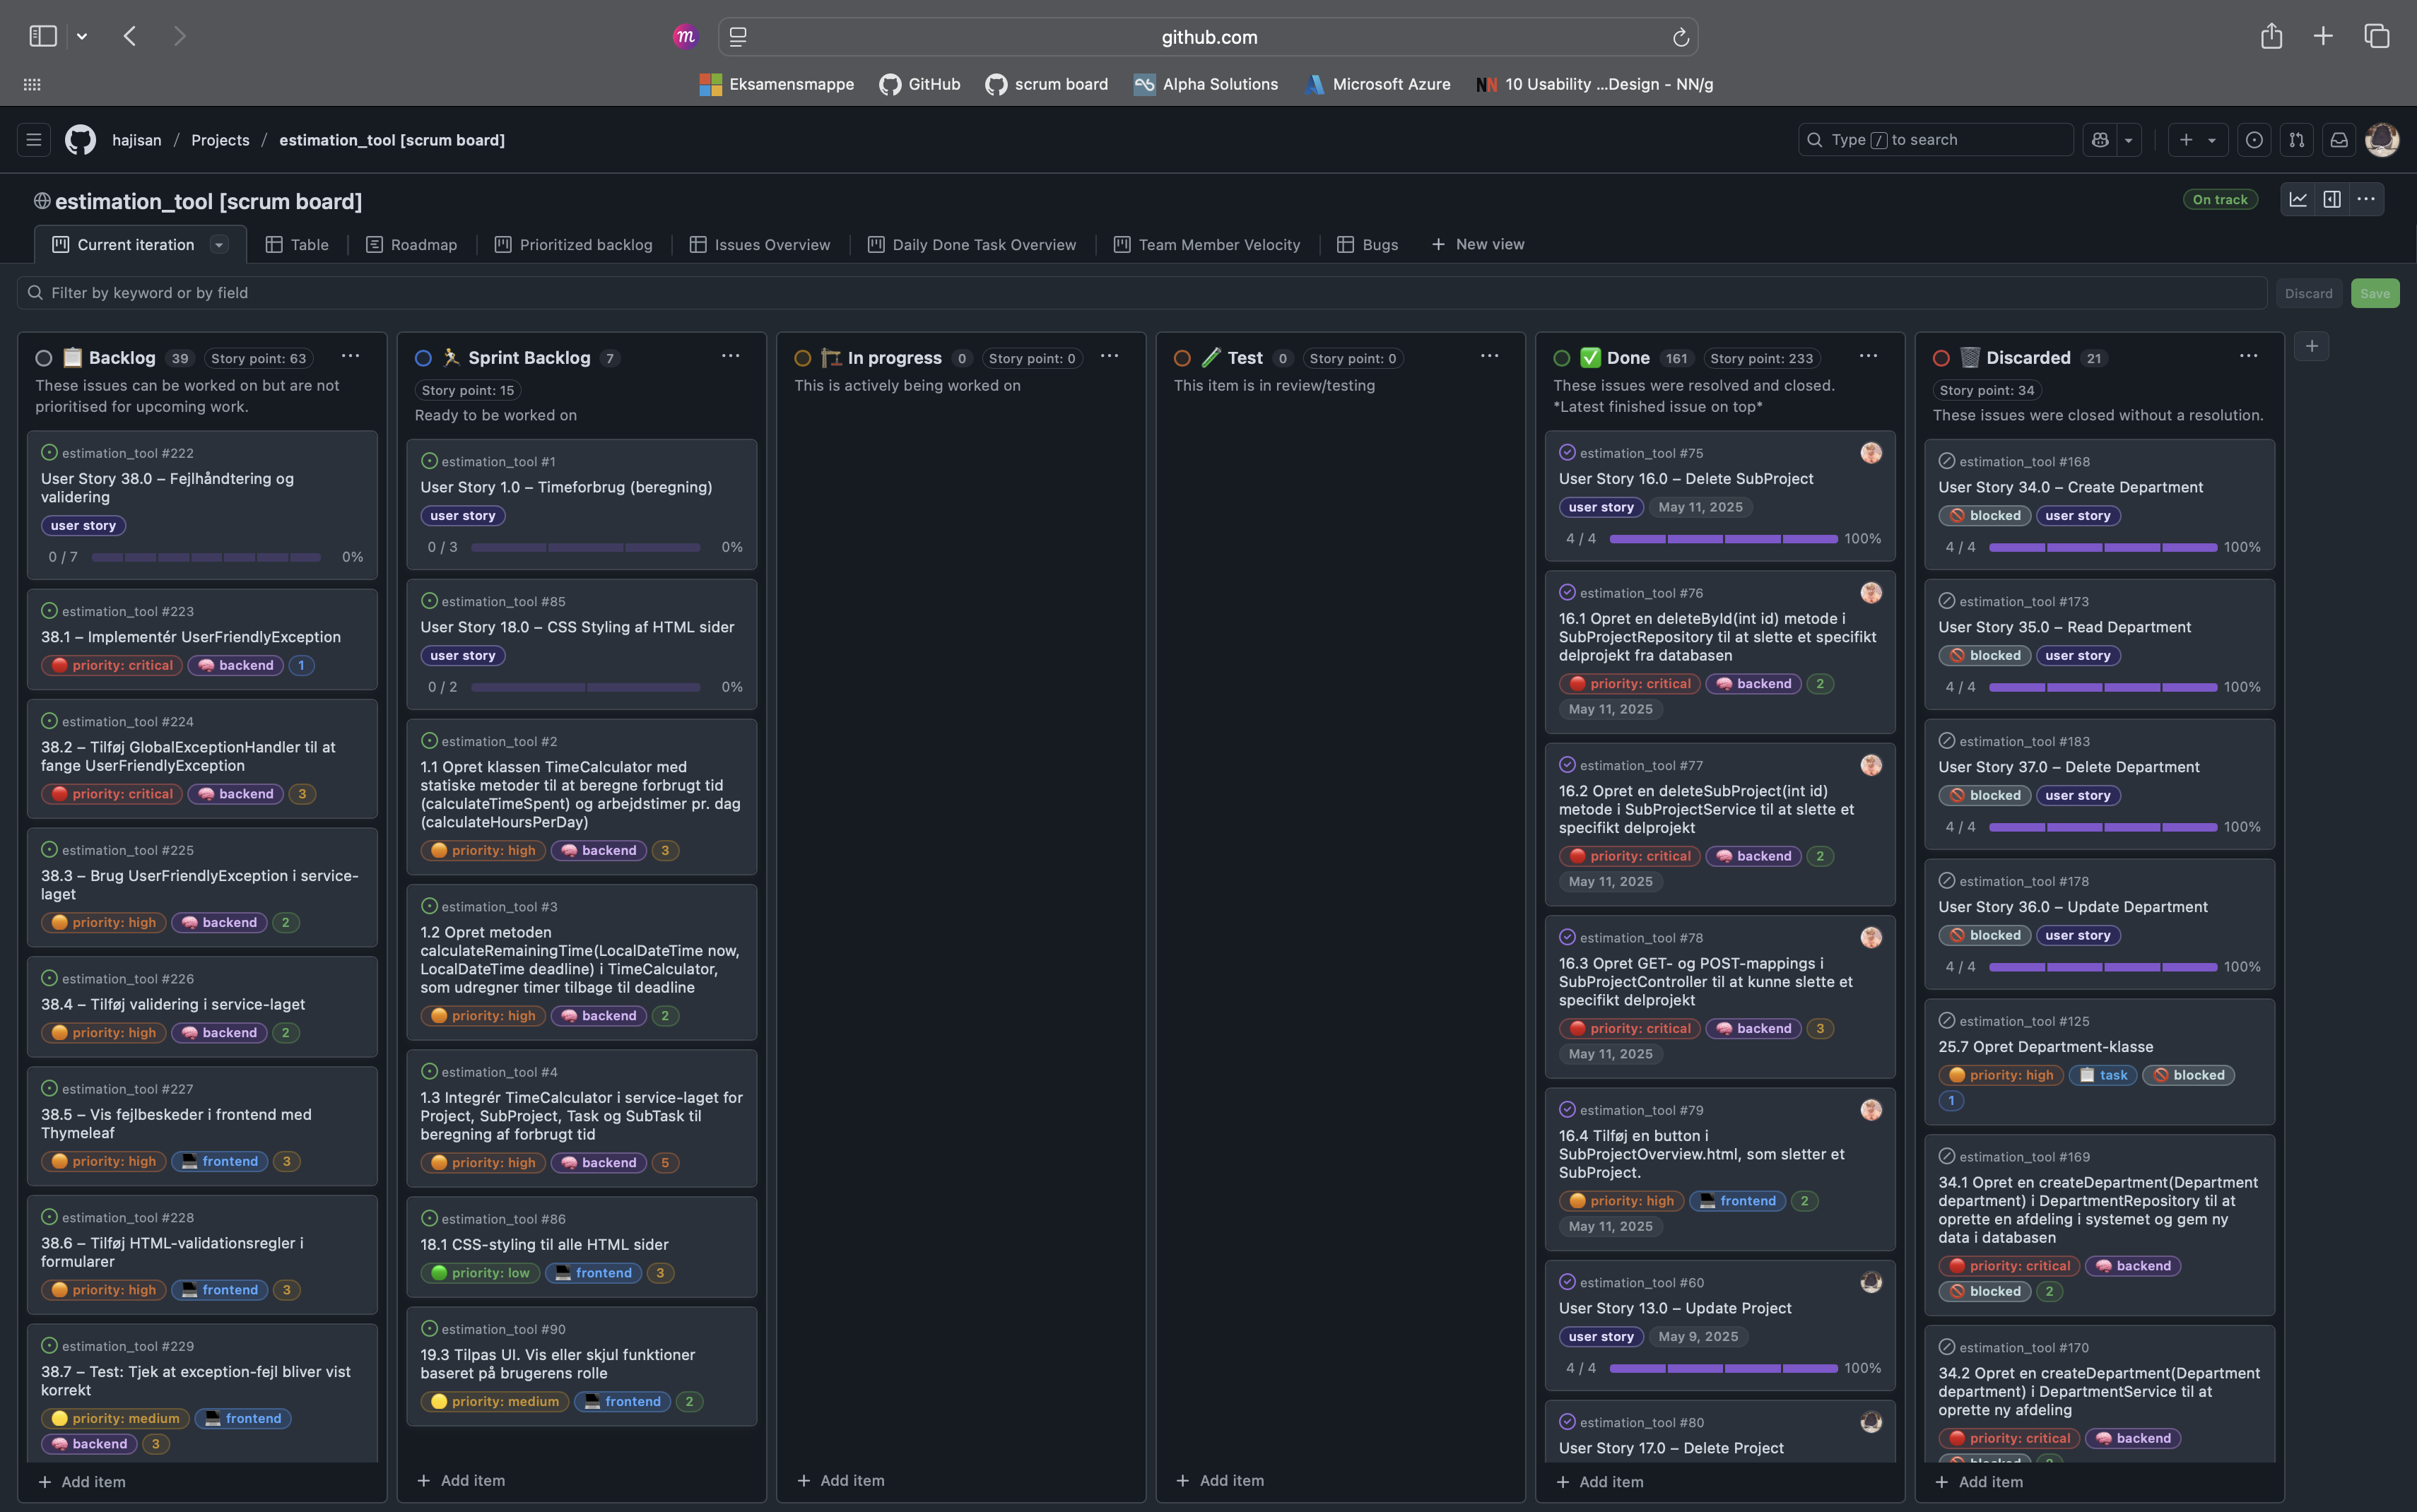 github.com
Eksamensmappe GitHub scrum board Alpha Solutions Microsoft Azure NN 10 Usability ...Design - NN/g
hajisan / Projects / estimation_tool [scrum board]
Type / to search
estimation_tool [scrum board]
On track
Current iteration Table Roadmap Prioritized backlog Issues Overview Daily Done Task Overview Team Member Velocity Bugs + New view
Filter by keyword or by field
Discard Save
Backlog 39 Story point: 63
These issues can be worked on but are not
prioritised for upcoming work.
estimation_tool #222
User Story 38.0 – Fejlhåndtering og
validering
user story
0 / 7 0%
estimation_tool #223
38.1 – Implementér UserFriendlyException
priority: critical backend 1
estimation_tool #224
38.2 – Tilføj GlobalExceptionHandler til at
fange UserFriendlyException
priority: critical backend 3
estimation_tool #225
38.3 – Brug UserFriendlyException i service-
laget
priority: high backend 2
estimation_tool #226
38.4 – Tilføj validering i service-laget
priority: high backend 2
estimation_tool #227
38.5 – Vis fejlbeskeder i frontend med
Thymeleaf
priority: high frontend 3
estimation_tool #228
38.6 – Tilføj HTML-validationsregler i
formularer
priority: high frontend 3
estimation_tool #229
38.7 – Test: Tjek at exception-fejl bliver vist
korrekt
priority: medium frontend
backend 3
+ Add item
Sprint Backlog 7
Story point: 15
Ready to be worked on
estimation_tool #1
User Story 1.0 – Timeforbrug (beregning)
user story
0 / 3 0%
estimation_tool #85
User Story 18.0 – CSS Styling af HTML sider
user story
0 / 2 0%
estimation_tool #2
1.1 Opret klassen TimeCalculator med
statiske metoder til at beregne forbrugt tid
(calculateTimeSpent) og arbejdstimer pr. dag
(calculateHoursPerDay)
priority: high backend 3
estimation_tool #3
1.2 Opret metoden
calculateRemainingTime(LocalDateTime now,
LocalDateTime deadline) i TimeCalculator,
som udregner timer tilbage til deadline
priority: high backend 2
estimation_tool #4
1.3 Integrér TimeCalculator i service-laget for
Project, SubProject, Task og SubTask til
beregning af forbrugt tid
priority: high backend 5
estimation_tool #86
18.1 CSS-styling til alle HTML sider
priority: low frontend 3
estimation_tool #90
19.3 Tilpas UI. Vis eller skjul funktioner
baseret på brugerens rolle
priority: medium frontend 2
+ Add item
In progress 0 Story point: 0
This is actively being worked on
+ Add item
Test 0 Story point: 0
This item is in review/testing
+ Add item
Done 161 Story point: 233
These issues were resolved and closed.
*Latest finished issue on top*
estimation_tool #75
User Story 16.0 – Delete SubProject
user story May 11, 2025
4 / 4 100%
estimation_tool #76
16.1 Opret en deleteById(int id) metode i
SubProjectRepository til at slette et specifikt
delprojekt fra databasen
priority: critical backend 2
May 11, 2025
estimation_tool #77
16.2 Opret en deleteSubProject(int id)
metode i SubProjectService til at slette et
specifikt delprojekt
priority: critical backend 2
May 11, 2025
estimation_tool #78
16.3 Opret GET- og POST-mappings i
SubProjectController til at kunne slette et
specifikt delprojekt
priority: critical backend 3
May 11, 2025
estimation_tool #79
16.4 Tilføj en button i
SubProjectOverview.html, som sletter et
SubProject.
priority: high frontend 2
May 11, 2025
estimation_tool #60
User Story 13.0 – Update Project
user story May 9, 2025
4 / 4 100%
estimation_tool #80
User Story 17.0 – Delete Project
+ Add item
Discarded 21
Story point: 34
These issues were closed without a resolution.
estimation_tool #168
User Story 34.0 – Create Department
blocked user story
4 / 4 100%
estimation_tool #173
User Story 35.0 – Read Department
blocked user story
4 / 4 100%
estimation_tool #183
User Story 37.0 – Delete Department
blocked user story
4 / 4 100%
estimation_tool #178
User Story 36.0 – Update Department
blocked user story
4 / 4 100%
estimation_tool #125
25.7 Opret Department-klasse
priority: high task blocked
1
estimation_tool #169
34.1 Opret en createDepartment(Department
department) i DepartmentRepository til at
oprette en afdeling i systemet og gem ny
data i databasen
priority: critical backend
blocked 2
estimation_tool #170
34.2 Opret en createDepartment(Department
department) i DepartmentService til at
oprette ny afdeling
priority: critical backend
blocked
+ Add item